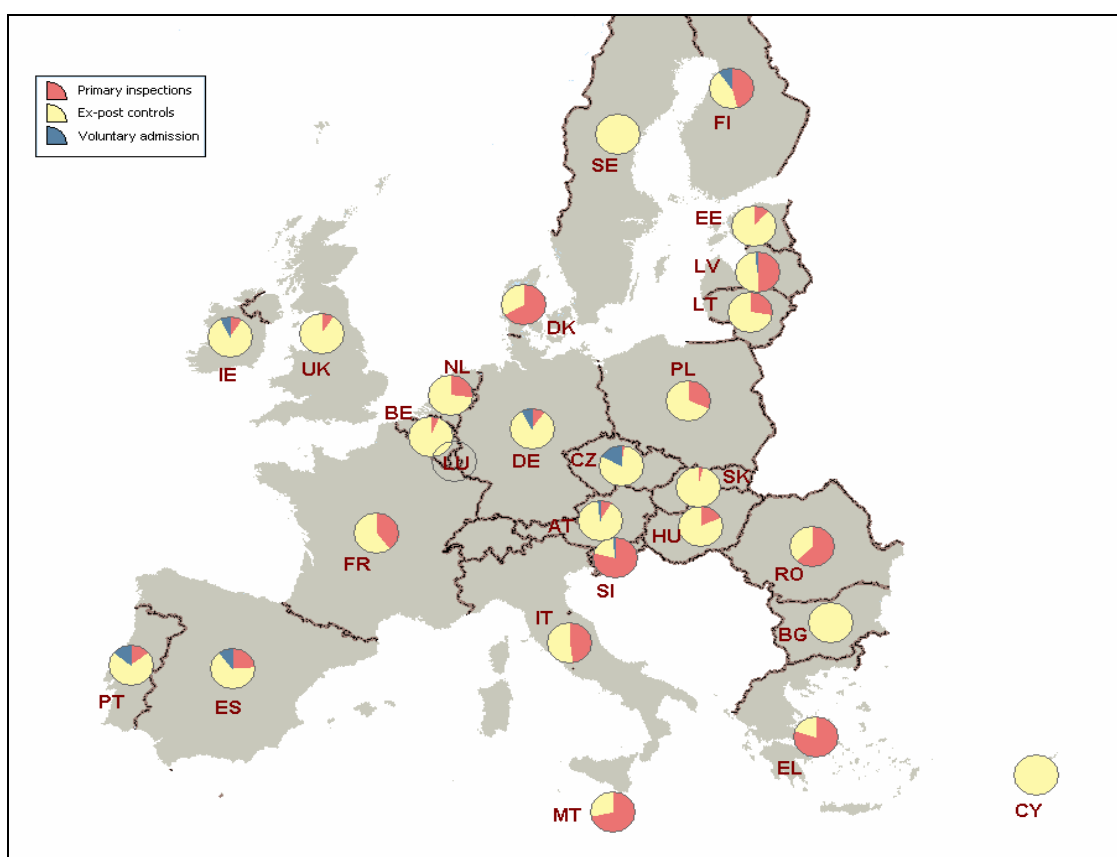 Primary inspections
Ex-post controls
Voluntary admission
FI
SE
EE
LV
LT
DK
IE
UK
NL
PL
BE
LU
DE
CZ
SK
AT
HU
FR
SI
RO
IT
BG
PT
ES
EL
MT
CY